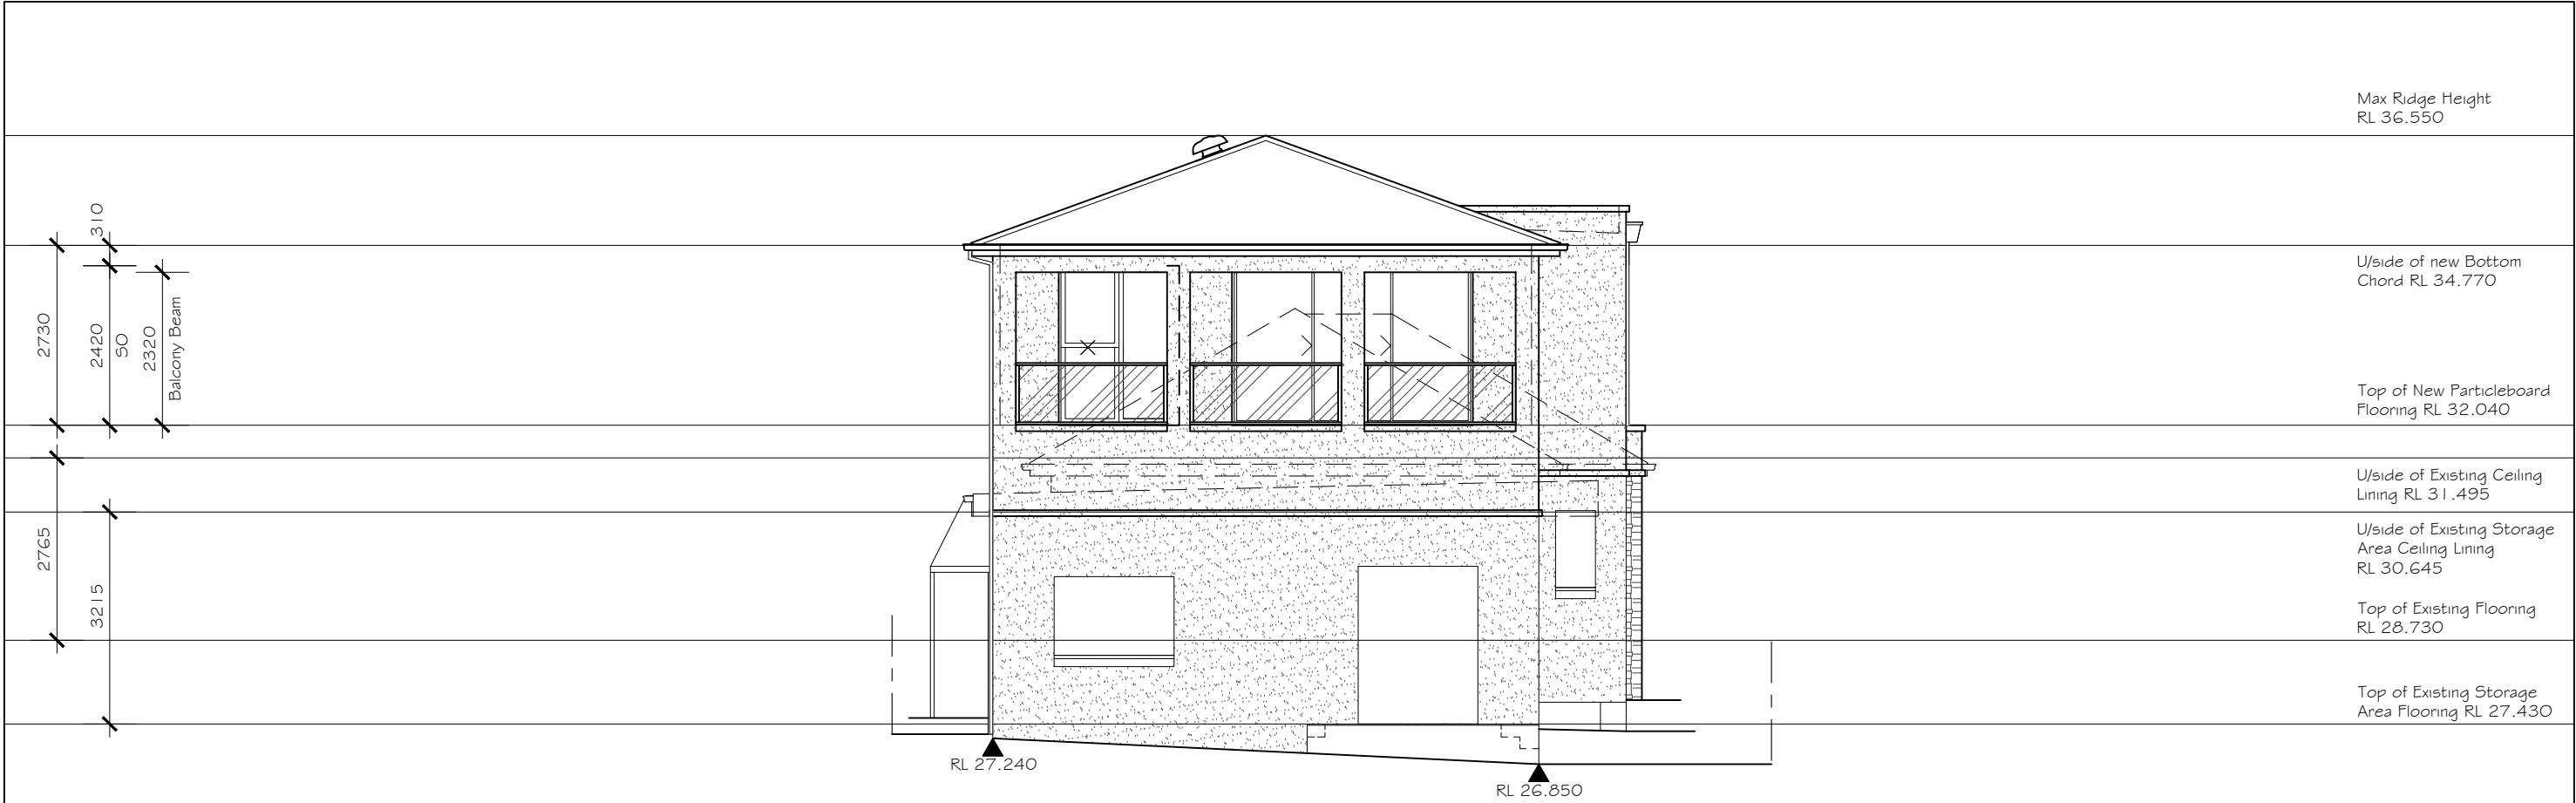 Max Ridge Height
RL 36.550
310
U/side of new Bottom
Chord RL 34.770
2730
2420
SO
2320
Balcony Beam
Top of New Particleboard
Flooring RL 32.040
U/side of Existing Ceiling
Lining RL 31.495
2765
3215
U/side of Existing Storage
Area Ceiling Lining
RL 30.645
Top of Existing Flooring
RL 28.730
Top of Existing Storage
Area Flooring RL 27.430
RL 27.240
RL 26.850